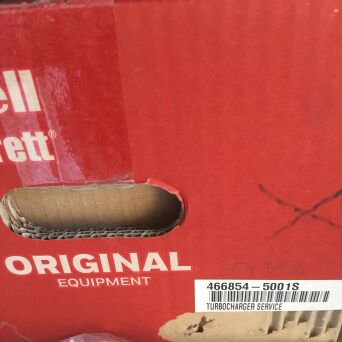 ell
rett®
ORIGINAL
EQUIPMENT
466854-5001S
TURBOCHARGER SERVICE